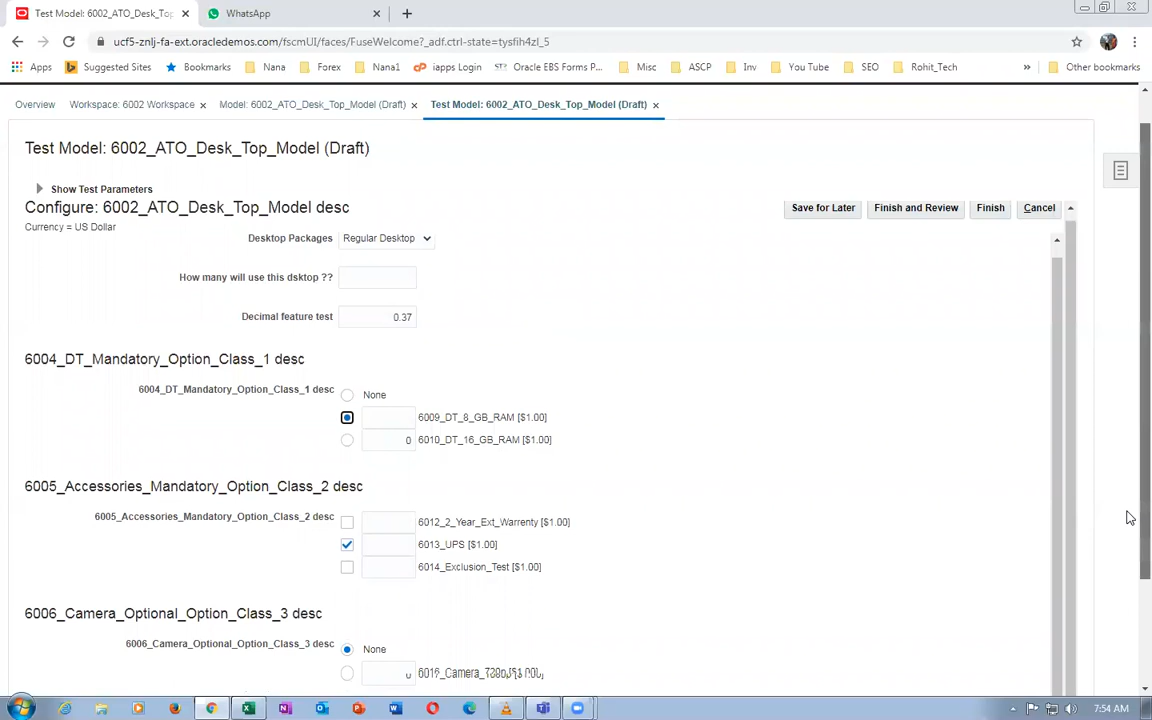 Test Model: 6002_ATO_Desk_Top_
WhatsApp
ucf5-znlj-fa-ext.oracledemos.com/fscmUI/faces/FuseWelcome?_adf.ctrl-state=tysfih4zl_5
Apps Suggested Sites Bookmarks Nana Forex Nana1 iapps Login Oracle EBS Forms P... Misc ASCP Inv You Tube SEO Rohit_Tech » Other bookmarks
Overview Workspace: 6002 Workspace Model: 6002_ATO_Desk_Top_Model (Draft) Test Model: 6002_ATO_Desk_Top_Model (Draft)
Test Model: 6002_ATO_Desk_Top_Model (Draft)
Show Test Parameters
Configure: 6002_ATO_Desk_Top_Model desc
Save for Later Finish and Review Finish Cancel
Currency = US Dollar
Desktop Packages Regular Desktop
How many will use this dsktop ??
Decimal feature test 0.37
6004_DT_Mandatory_Option_Class_1 desc
6004_DT_Mandatory_Option_Class_1 desc None
6009_DT_8_GB_RAM [$1.00]
0 6010_DT_16_GB_RAM [$1.00]
6005_Accessories_Mandatory_Option_Class_2 desc
6005_Accessories_Mandatory_Option_Class_2 desc 6012_2_Year_Ext_Warrenty [$1.00]
6013_UPS [$1.00]
6014_Exclusion_Test [$1.00]
6006_Camera_Optional_Option_Class_3 desc
6006_Camera_Optional_Option_Class_3 desc None
7:54 AM